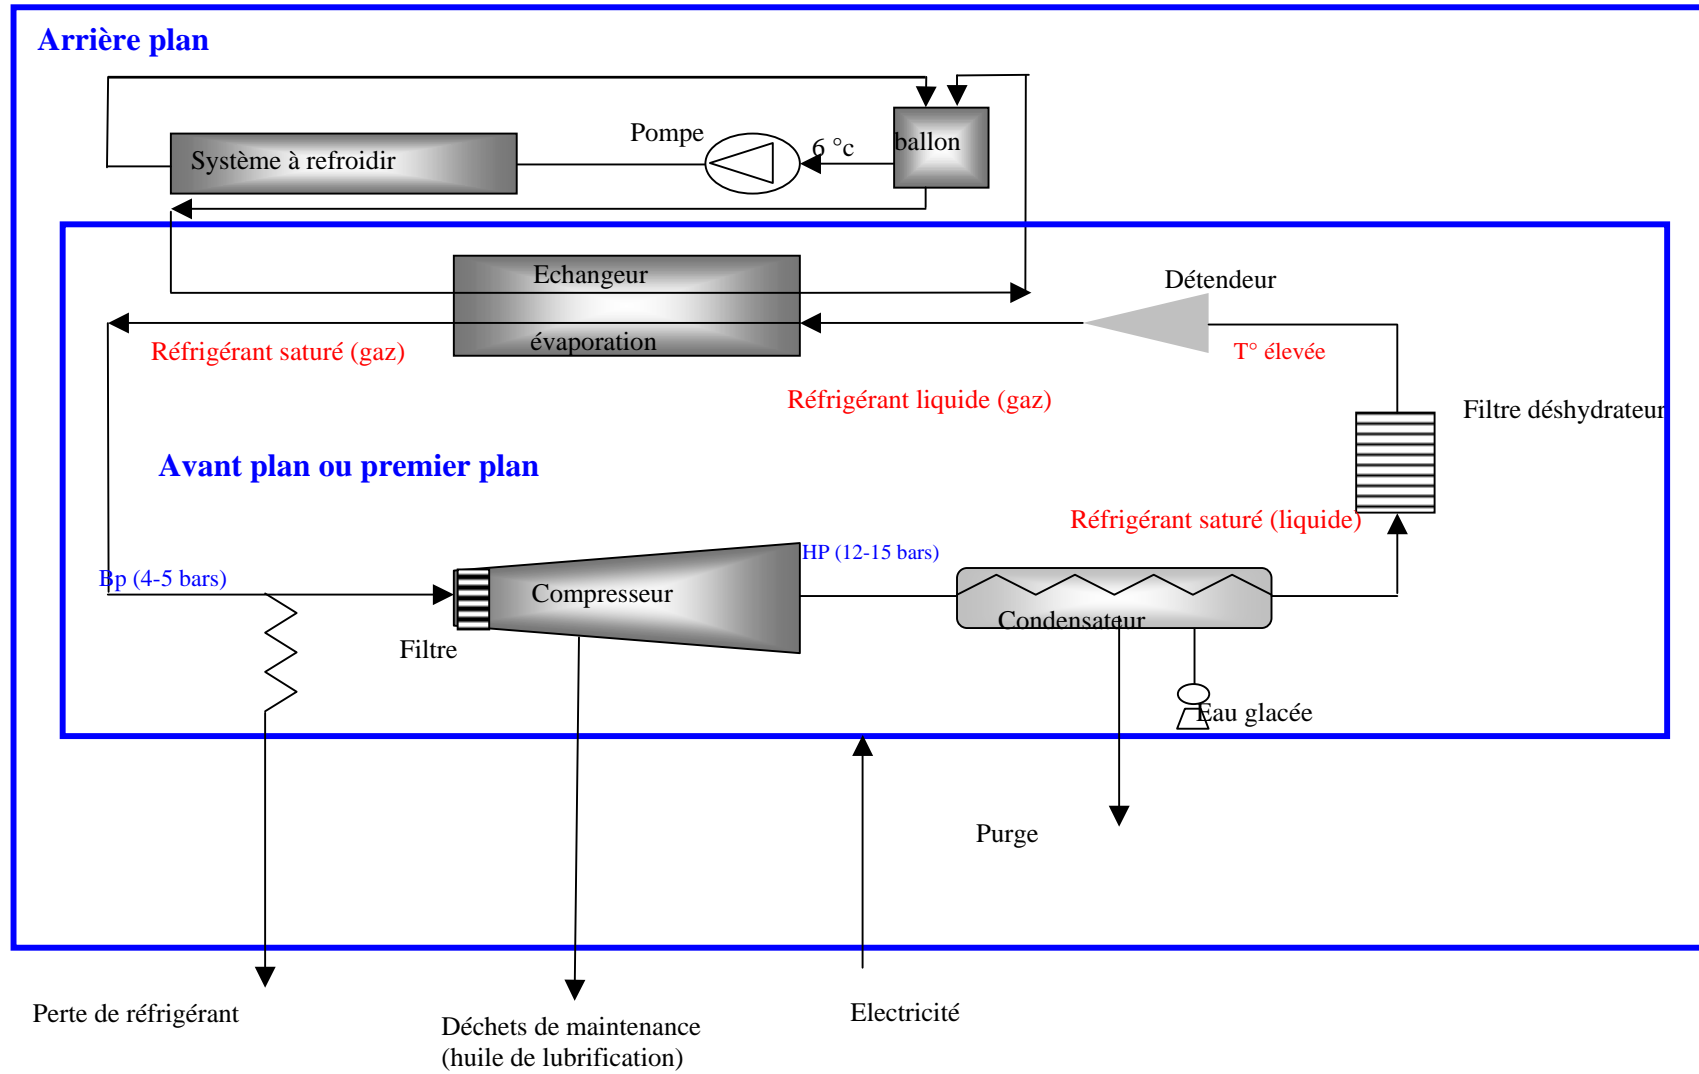 Arrière plan
Pompe
6 °c
ballon
Système à refroidir
Echangeur
Détendeur
évaporation
Réfrigérant saturé (gaz)
T° élevée
Réfrigérant liquide (gaz)
Filtre déshydrateur
Avant plan ou premier plan
Réfrigérant saturé (liquide)
HP (12-15 bars)
Bp (4-5 bars)
Compresseur
Condensateur
Filtre
Eau glacée
Purge
Perte de réfrigérant
Electricité
Déchets de maintenance
(huile de lubrification)